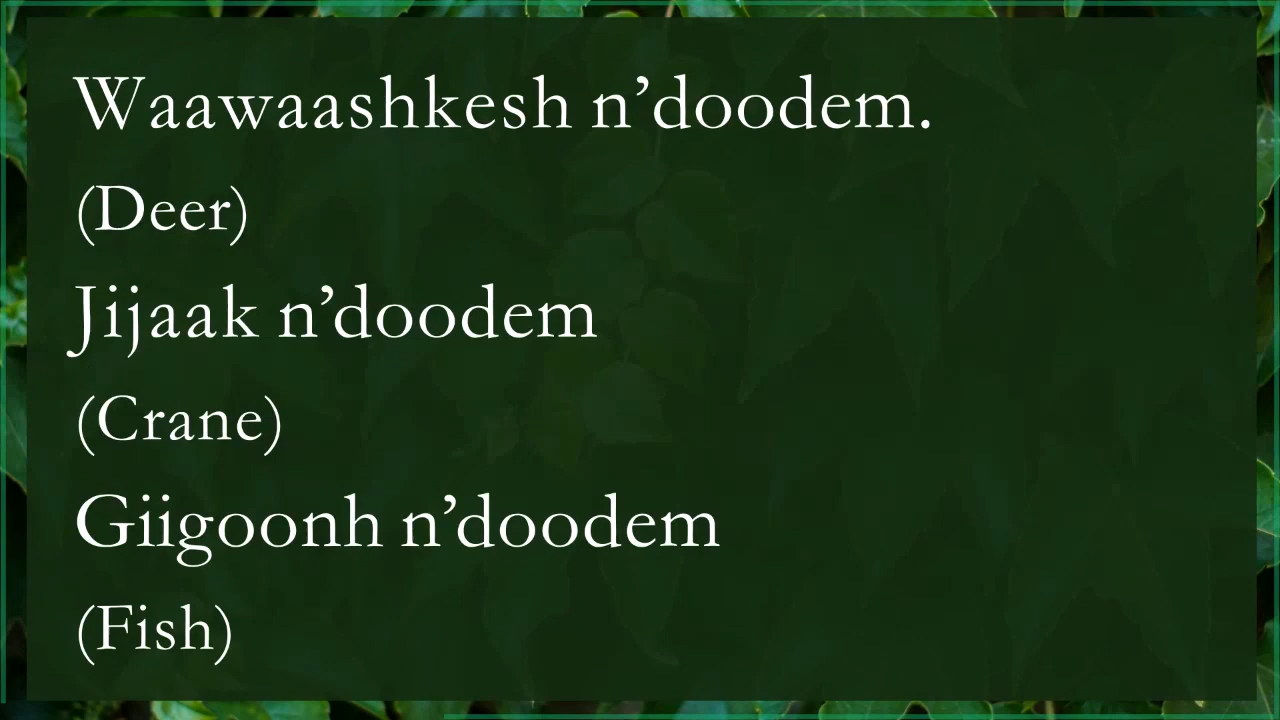 Waawaashkesh n’doodem.
(Deer)
Jijaak n’doodem
(Crane)
Giigoonh n’doodem
(Fish)